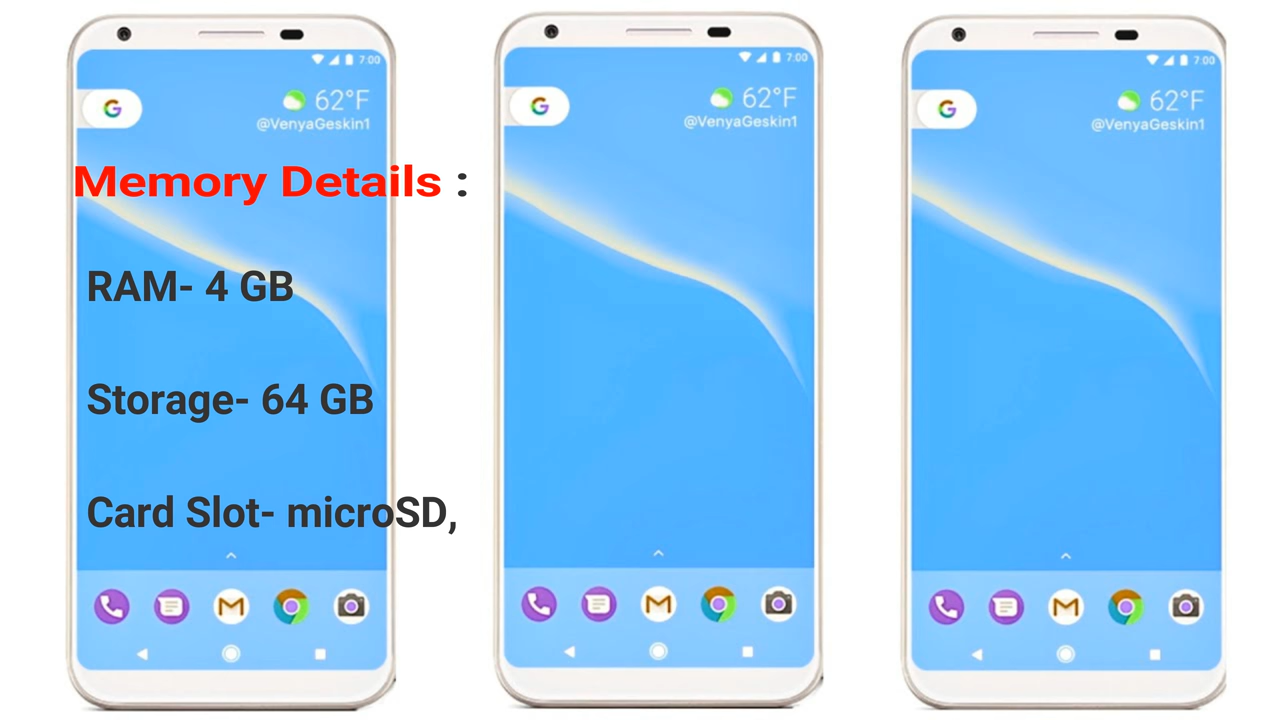 7:00
G
62°F
@VenyaGeskin1
Memory Details :
RAM- 4 GB
Storage- 64 GB
Card Slot- microSD,
7:00
G
62°F
@VenyaGeskin1
7:00
G
62°F
@VenyaGeskin1